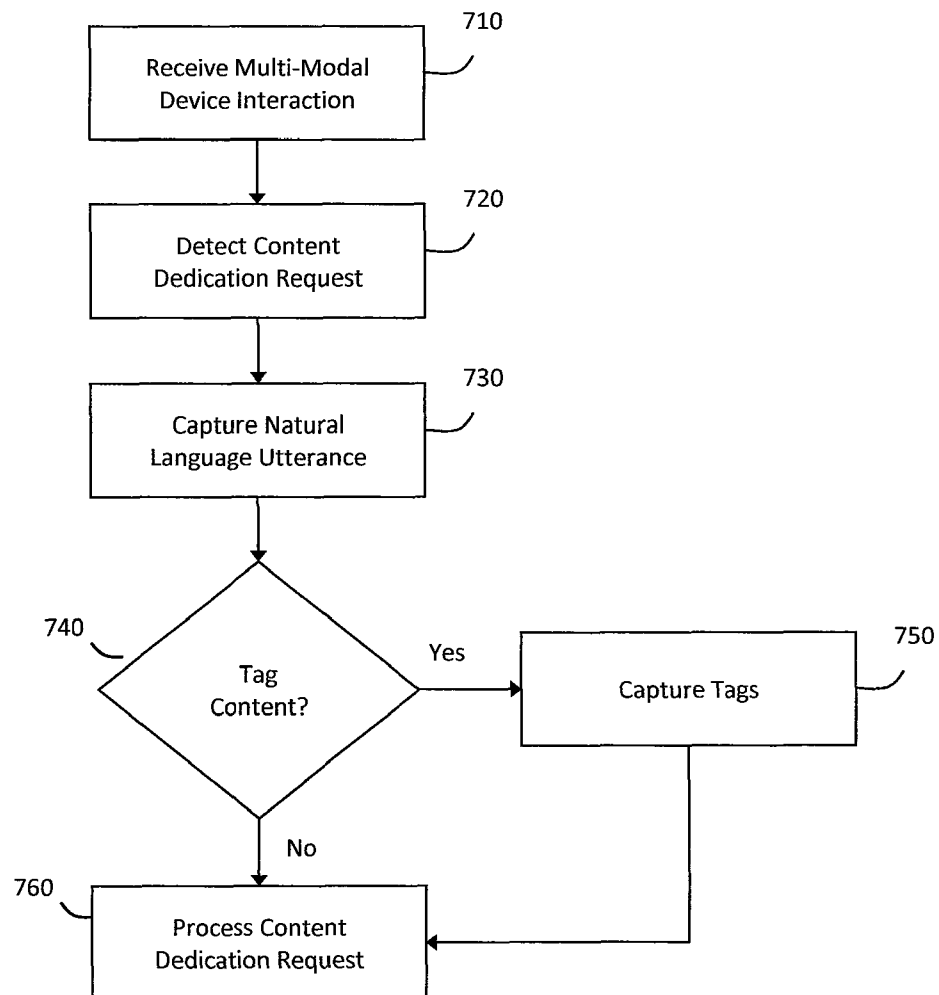 710
Receive Multi-Modal
Device Interaction
720
Detect Content
Dedication Request
730
Capture Natural
Language Utterance
740
Tag
Content?
Yes
750
Capture Tags
No
760
Process Content
Dedication Request